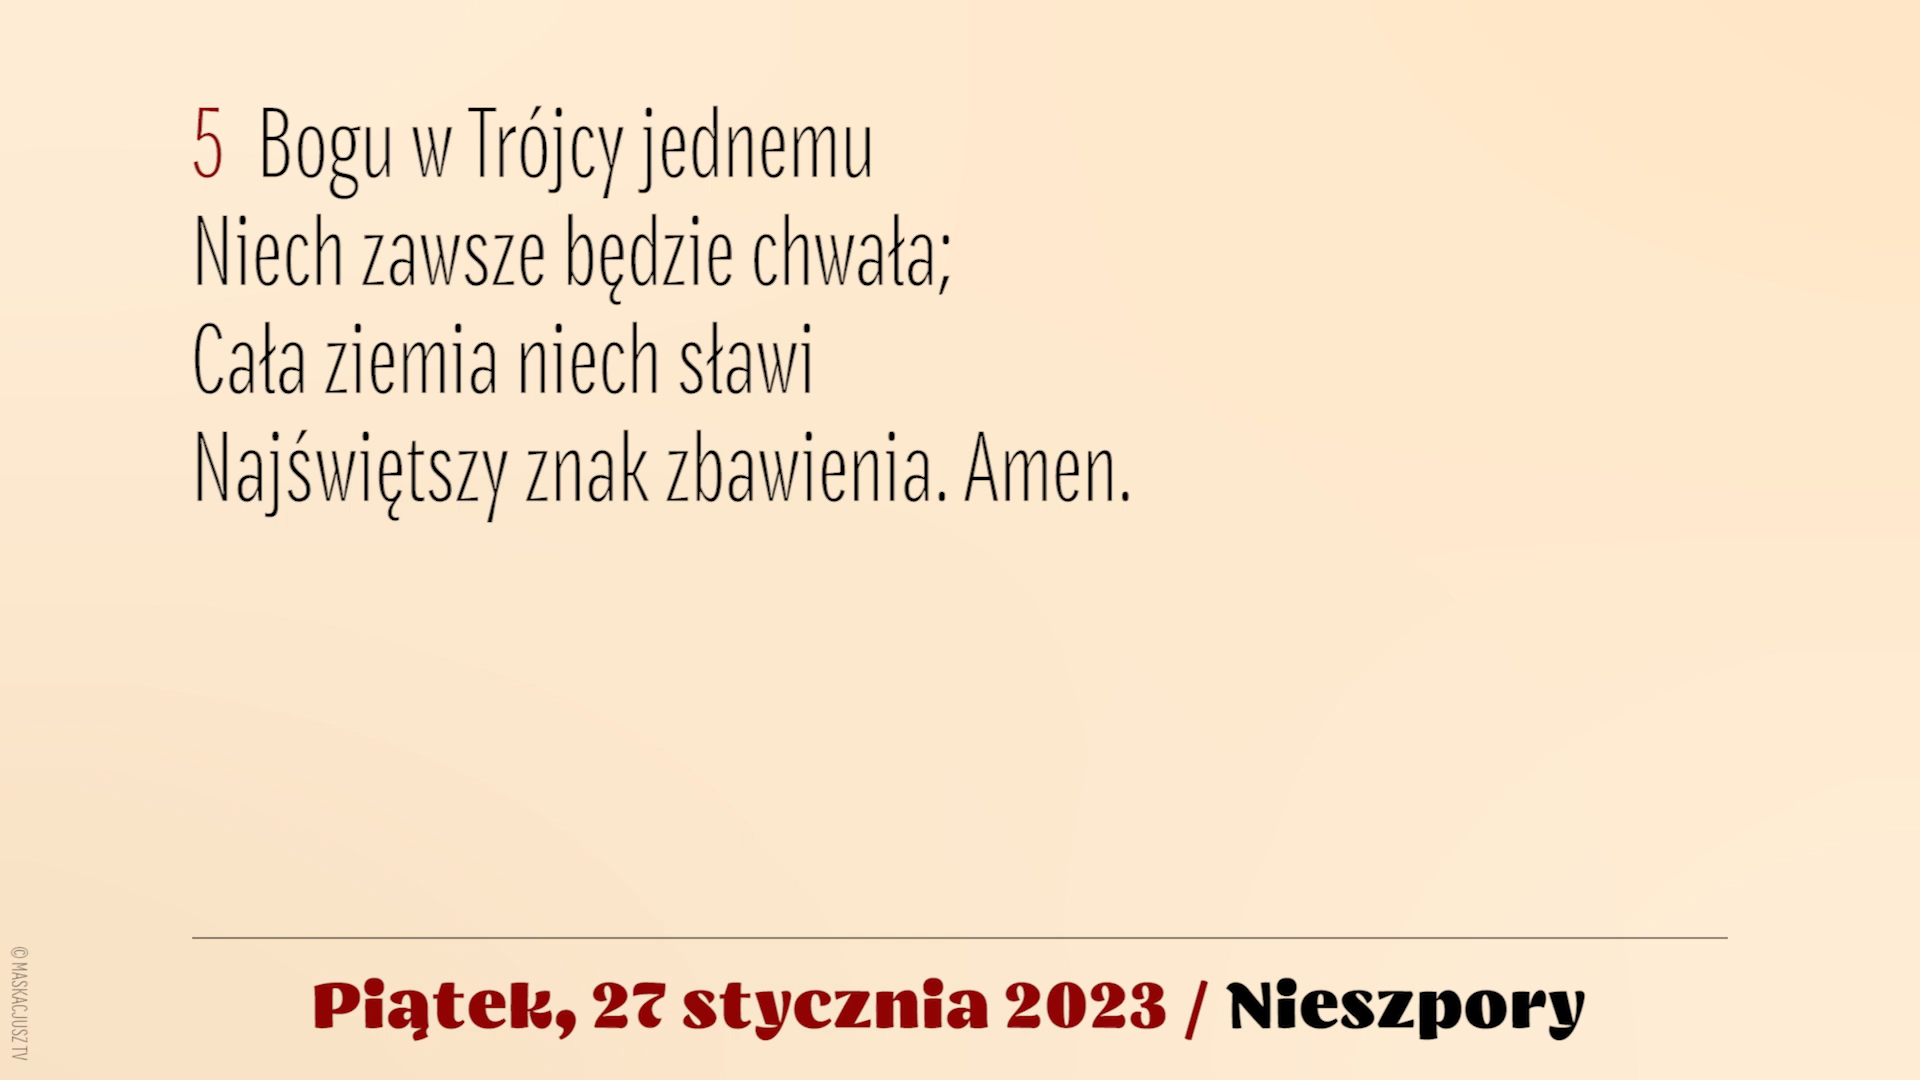 5 Bogu w Trójcy jednemu
Niech zawsze będzie chwała;
Cała ziemia niech sławi
Najświętszy znak zbawienia. Amen.
Piątek, 27 stycznia 2023 / Nieszpory
© MASKACJUSZ TV